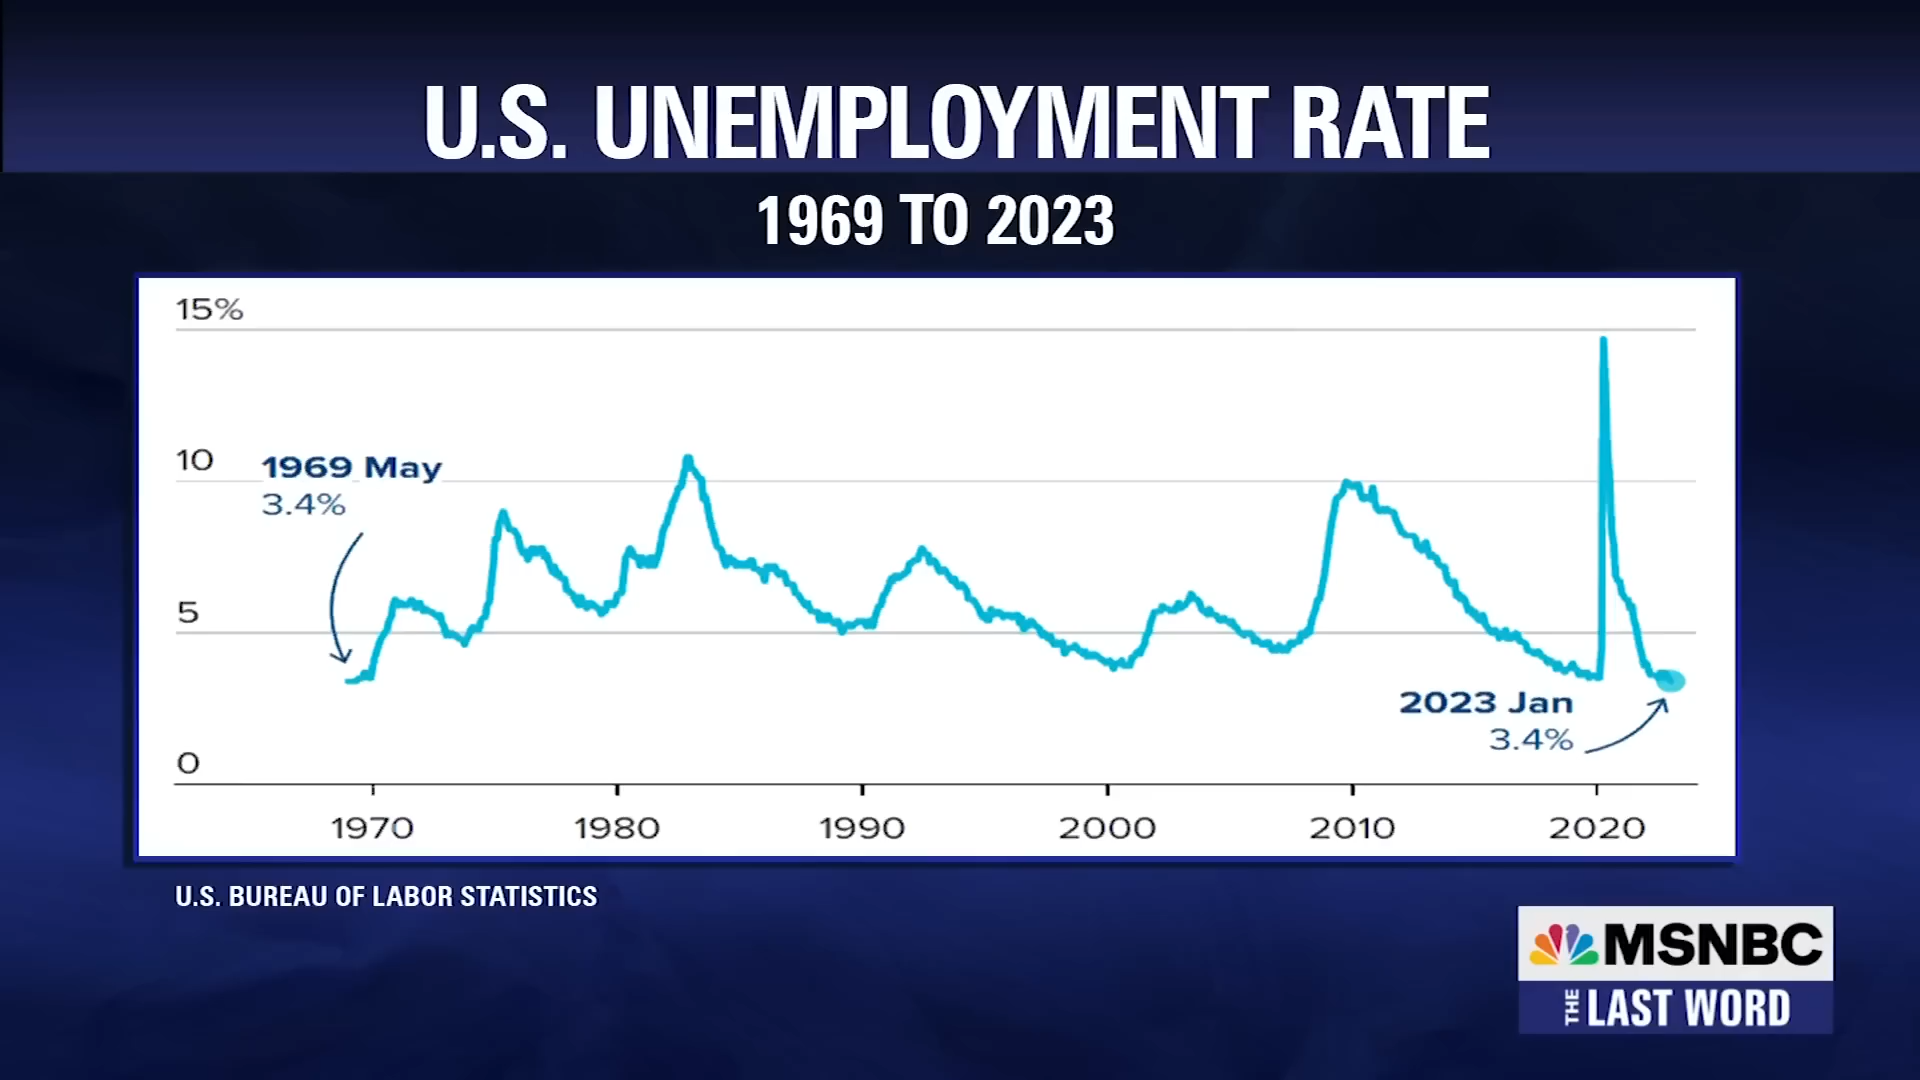 U.S. UNEMPLOYMENT RATE
1969 TO 2023
15%
10
1969 May
3.4%
5
2023 Jan
3.4%
0
1970 1980 1990 2000 2010 2020
U.S. BUREAU OF LABOR STATISTICS
MSNBC
THE LAST WORD